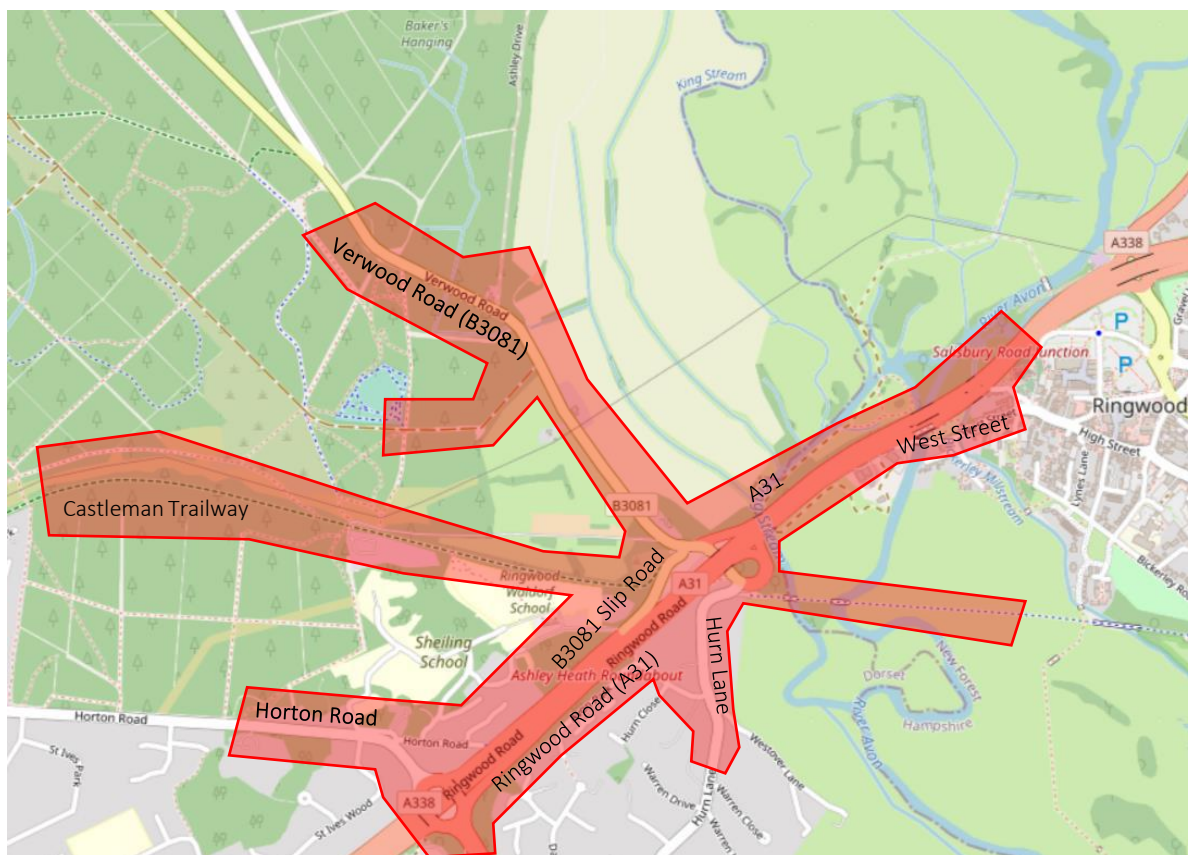 Baker's
Hanging
Ashley Drive
King Stream
A338
Verwood Road
Verwood Road (B3081)
River Avon
P
P
Salisbury Road Junction
Ringwood
High Street
West Street
Lynes Lane
Bickerley Ro
A31
B3081
Castleman Trailway
Ringwood
Waldorf
School
Sheiling
School
B3081 Slip Road
A31
Ringwood Road
Hurn Lane
Ashley Heath Roundabout
Ringwood Road (A31)
New Forest
Dorset
Hampshire
River Avon
Horton Road
Horton Road
Horton Road
Ringwood Road
Ringwood Road
Hurn Close
Westover Lane
St Ives
Park
St Ives Wood
A338
Warren Drive
Hurn Lane
Warren Close